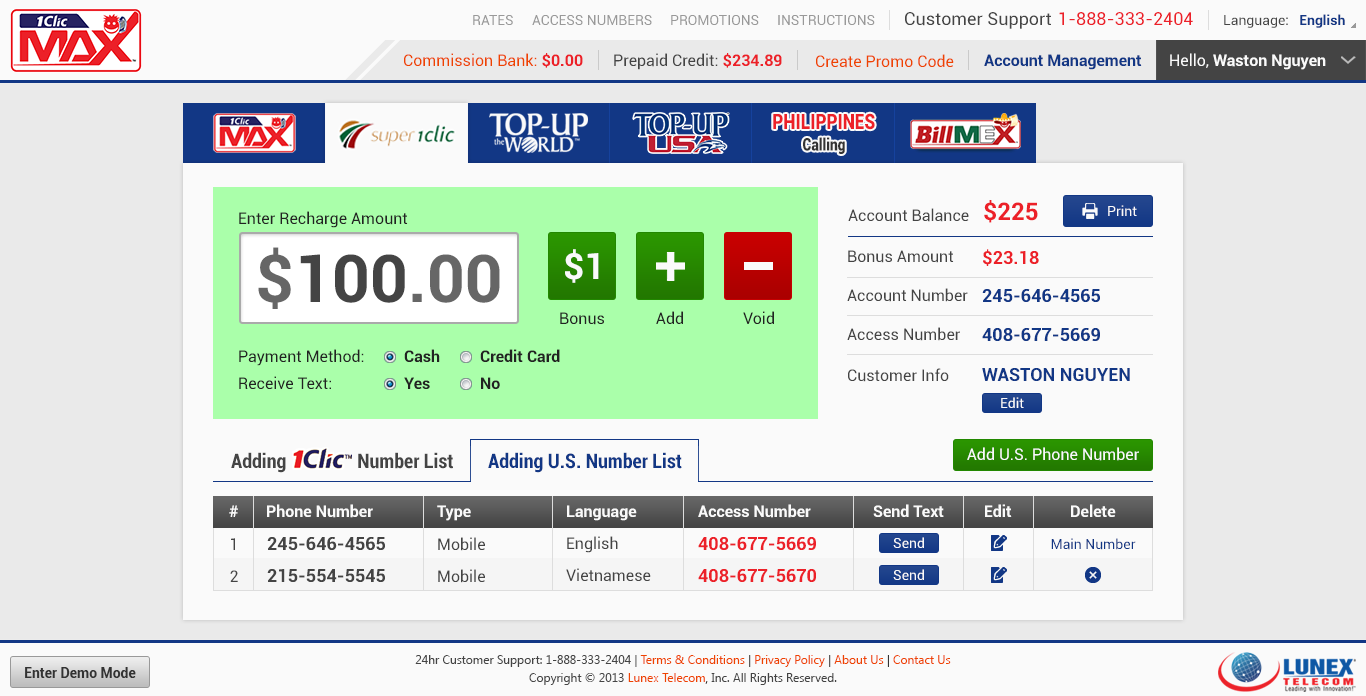 1Clic MAX
RATES ACCESS NUMBERS PROMOTIONS INSTRUCTIONS Customer Support 1-888-333-2404 Language: English
Commission Bank: $0.00 Prepaid Credit: $234.89 Create Promo Code Account Management Hello, Waston Nguyen
1Clic MAX super 1clic TOP-UP the WORLD™ TOP-UP USA PHILIPPINES Calling BillMEX
Enter Recharge Amount
$100.00
$1 + −
Bonus Add Void
Payment Method: Cash Credit Card
Receive Text: Yes No
Account Balance $225 Print
Bonus Amount $23.18
Account Number 245-646-4565
Access Number 408-677-5669
Customer Info WASTON NGUYEN
Edit
Adding 1Clic™ Number List Adding U.S. Number List Add U.S. Phone Number
# Phone Number Type Language Access Number Send Text Edit Delete
1 245-646-4565 Mobile English 408-677-5669 Send Main Number
2 215-554-5545 Mobile Vietnamese 408-677-5670 Send
Enter Demo Mode
24hr Customer Support: 1-888-333-2404 | Terms & Conditions | Privacy Policy | About Us | Contact Us
Copyright © 2013 Lunex Telecom, Inc. All Rights Reserved.
LUNEX
TELECOM
Leading with Innovation!